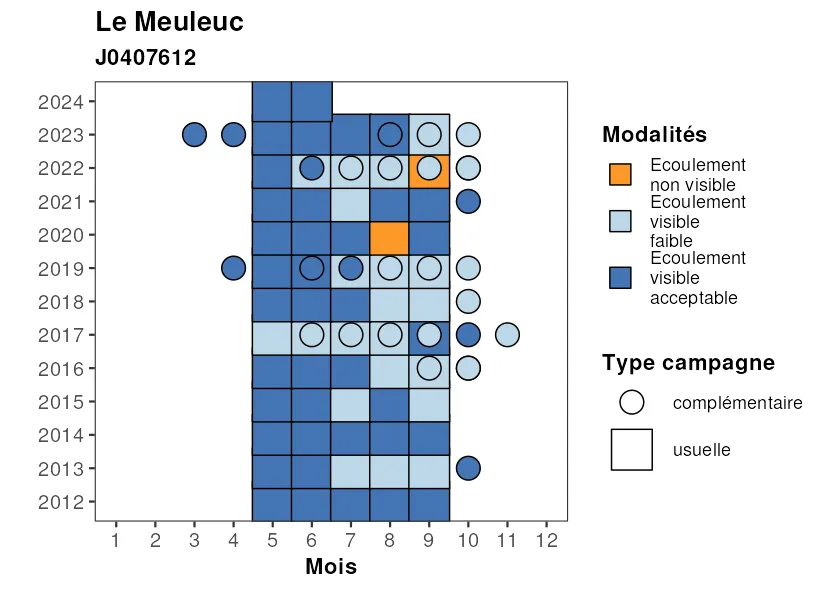 Le Meuleuc
J0407612
2024
2023
2022
2021
2020
2019
2018
2017
2016
2015
2014
2013
2012
1 2 3 4 5 6 7 8 9 10 11 12
Mois
Modalités
Ecoulement
non visible
Ecoulement
visible
faible
Ecoulement
visible
acceptable
Type campagne
complémentaire
usuelle